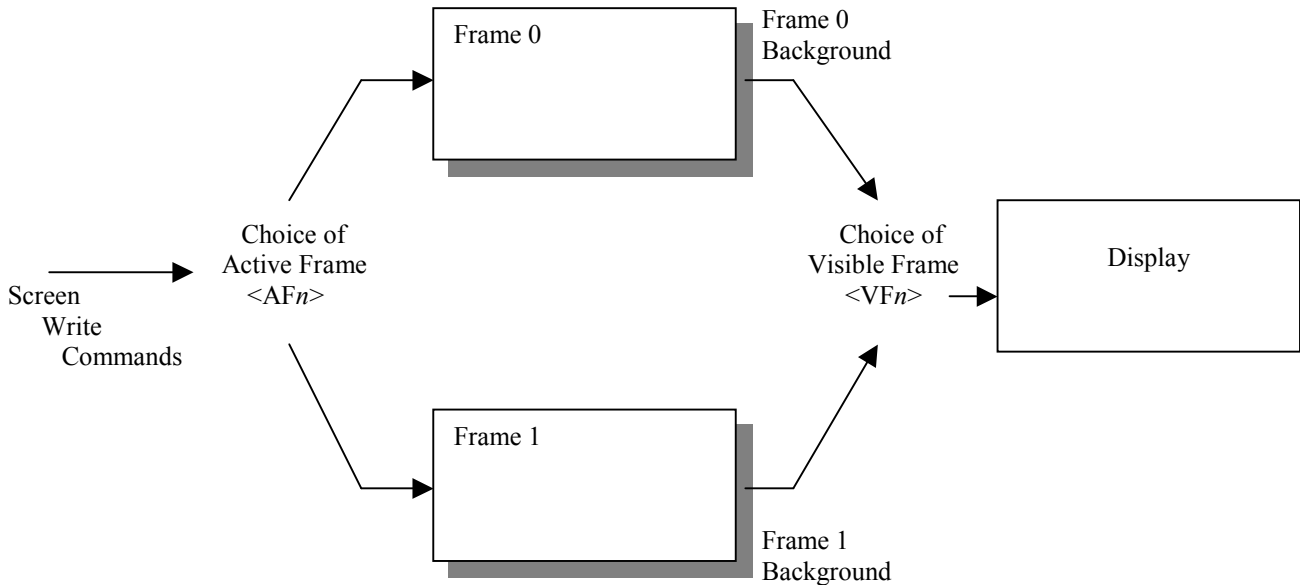 Frame 0
Frame 0
Background
Choice of
Active Frame
<AFn>
Screen
Write
Commands
Choice of
Visible Frame
<VFn>
Display
Frame 1
Frame 1
Background